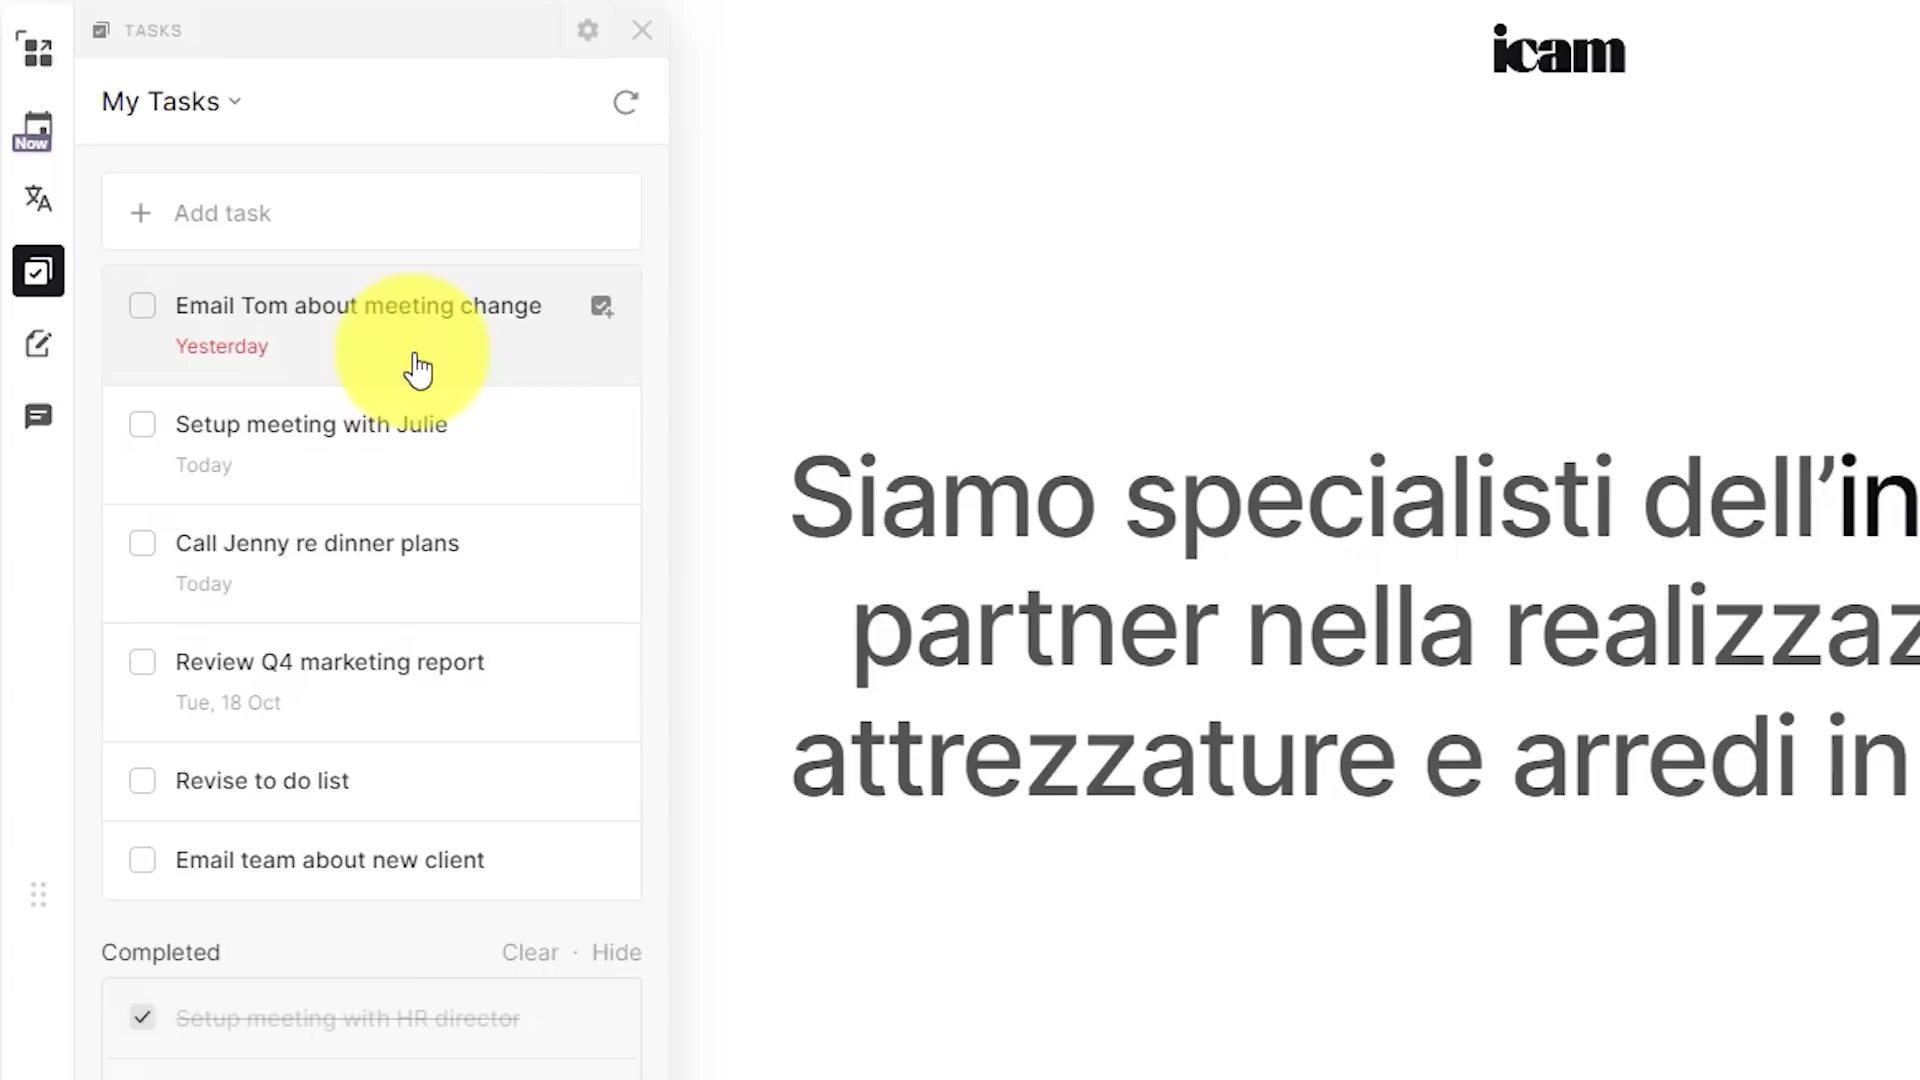 TASKS
My Tasks
Now
Add task
Email Tom about meeting change
Yesterday
Setup meeting with Julie
Today
Call Jenny re dinner plans
Today
Review Q4 marketing report
Tue, 18 Oct
Revise to do list
Email team about new client
Completed
Clear · Hide
Setup meeting with HR director
icam
Siamo specialisti dell’in
partner nella realizzaz
attrezzature e arredi in